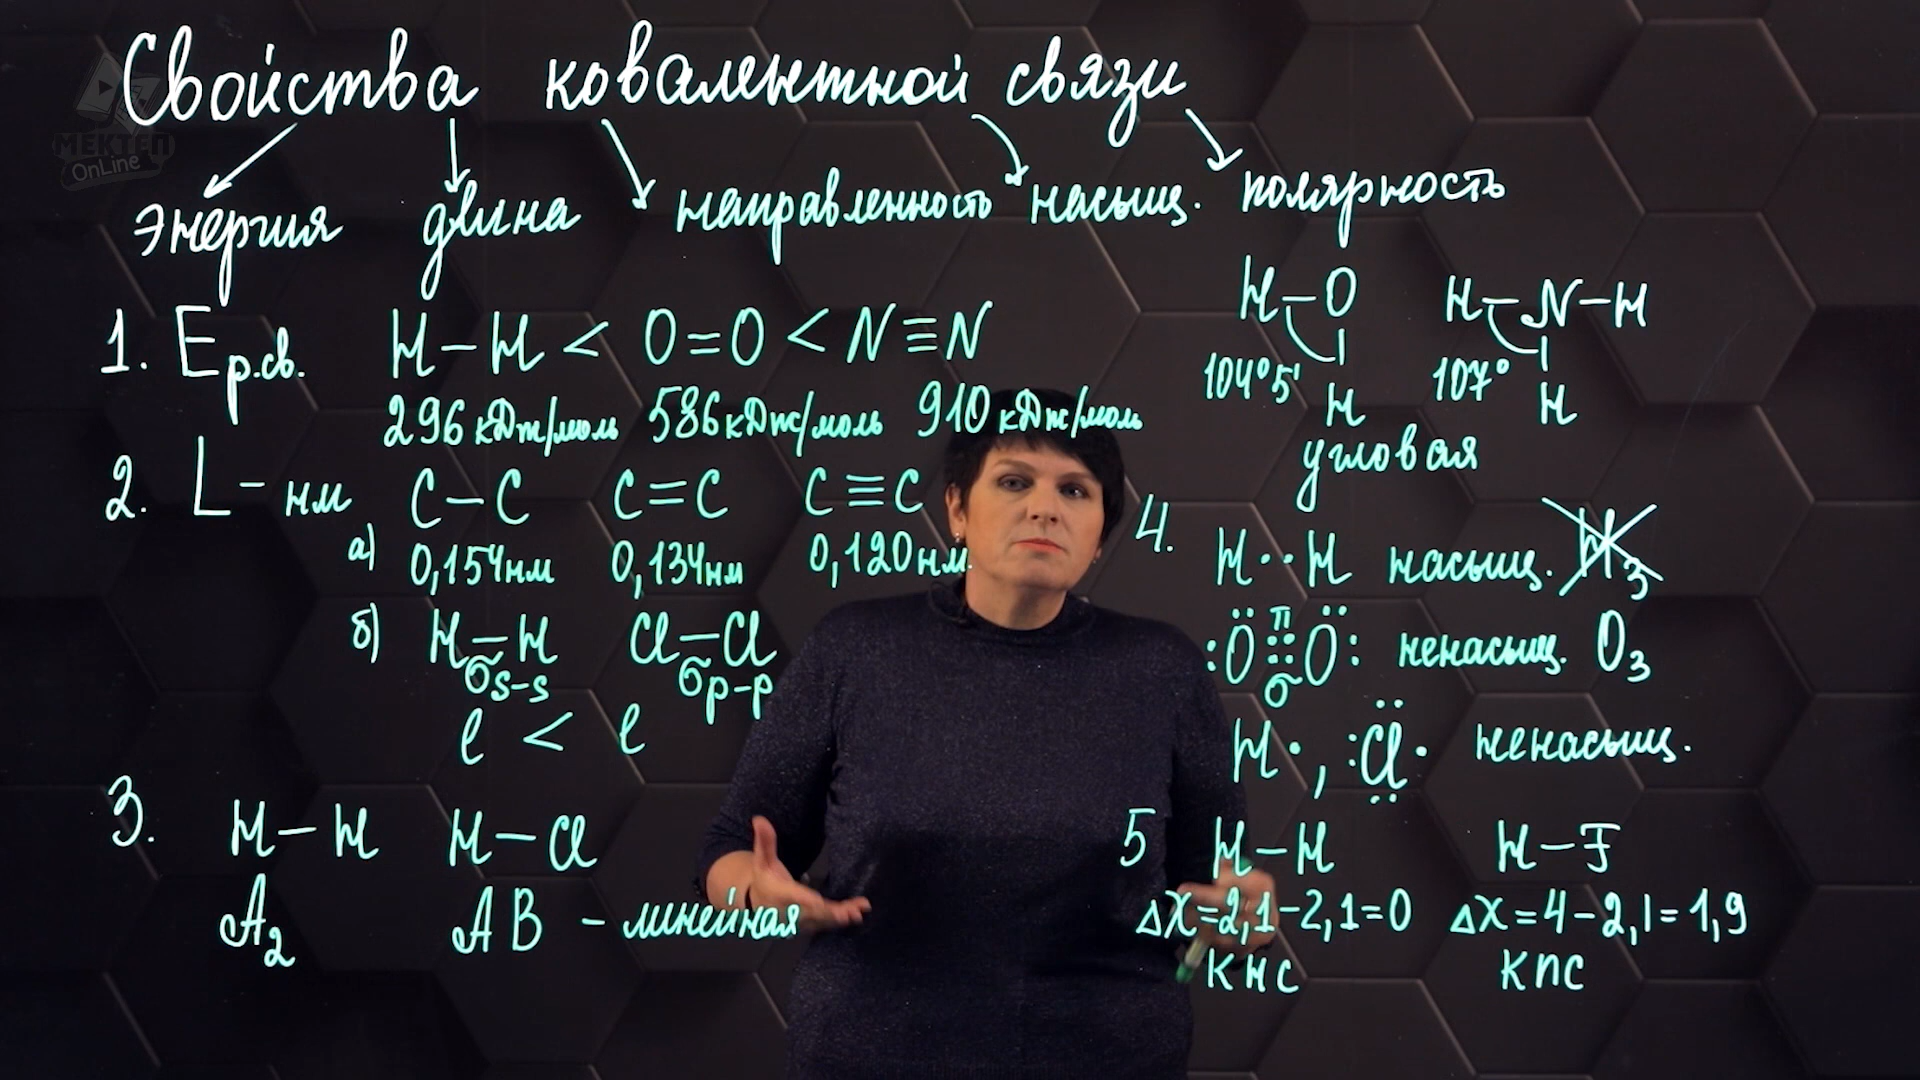 МЕКТЕП
OnLine
Свойства ковалентной связи
энергия длина направленность насыщ. полярность
1. Eр.св. H–H < O=O < N≡N
296 кДж/моль 586 кДж/моль 910 кДж/моль
2. L – нм C–C C=C C≡C
а) 0,154нм 0,134нм 0,120нм
б) H–H Cl–Cl
σs–s σp–p
l < l
3. H–H H–Cl
A2 AB – линейная
H–O H–N–H
104°5' H 107° H
угловая
4. H··H насыщ. H3
:Ö::Ö: ненасыщ. O3
π
σ
H·, :Cl· ненасыщ.
5 H–H H–F
ΔX=2,1–2,1=0 ΔX=4–2,1=1,9
КНС КПС